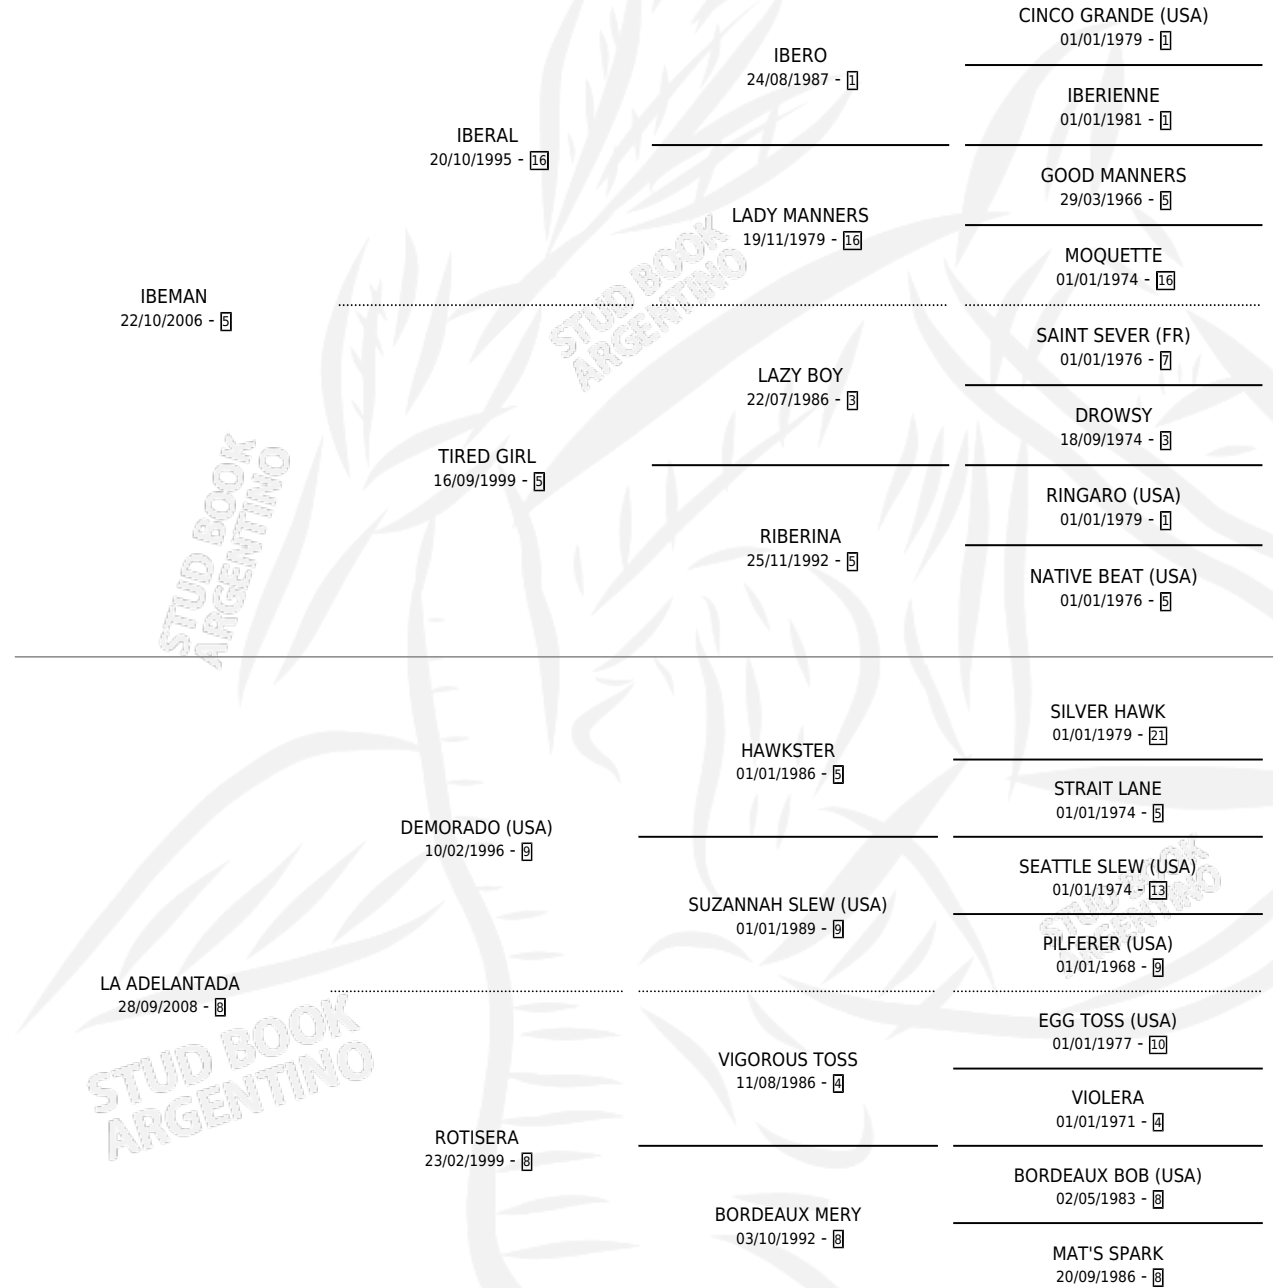 CINCO GRANDE (USA)
01/01/1979 - 1
IBERO
24/08/1987 - 1
IBERIENNE
01/01/1981 - 1
IBERAL
20/10/1995 - 16
GOOD MANNERS
29/03/1966 - 5
LADY MANNERS
19/11/1979 - 16
MOQUETTE
01/01/1974 - 16
IBEMAN
22/10/2006 - 5
SAINT SEVER (FR)
01/01/1976 - 7
LAZY BOY
22/07/1986 - 3
DROWSY
18/09/1974 - 3
TIRED GIRL
16/09/1999 - 5
RINGARO (USA)
01/01/1979 - 1
RIBERINA
25/11/1992 - 5
NATIVE BEAT (USA)
01/01/1976 - 5
SILVER HAWK
01/01/1979 - 21
HAWKSTER
01/01/1986 - 5
STRAIT LANE
01/01/1974 - 5
DEMORADO (USA)
10/02/1996 - 9
SEATTLE SLEW (USA)
01/01/1974 - 13
SUZANNAH SLEW (USA)
01/01/1989 - 9
PILFERER (USA)
01/01/1968 - 9
LA ADELANTADA
28/09/2008 - 8
EGG TOSS (USA)
01/01/1977 - 10
VIGOROUS TOSS
11/08/1986 - 4
VIOLERA
01/01/1971 - 4
ROTISERA
23/02/1999 - 8
BORDEAUX BOB (USA)
02/05/1983 - 8
BORDEAUX MERY
03/10/1992 - 8
MAT'S SPARK
20/09/1986 - 8
STUD BOOK
ARGENTINO
STUD BOOK
ARGENTINO
STUD BOOK
ARGENTINO
STUD BOOK
ARGENTINO